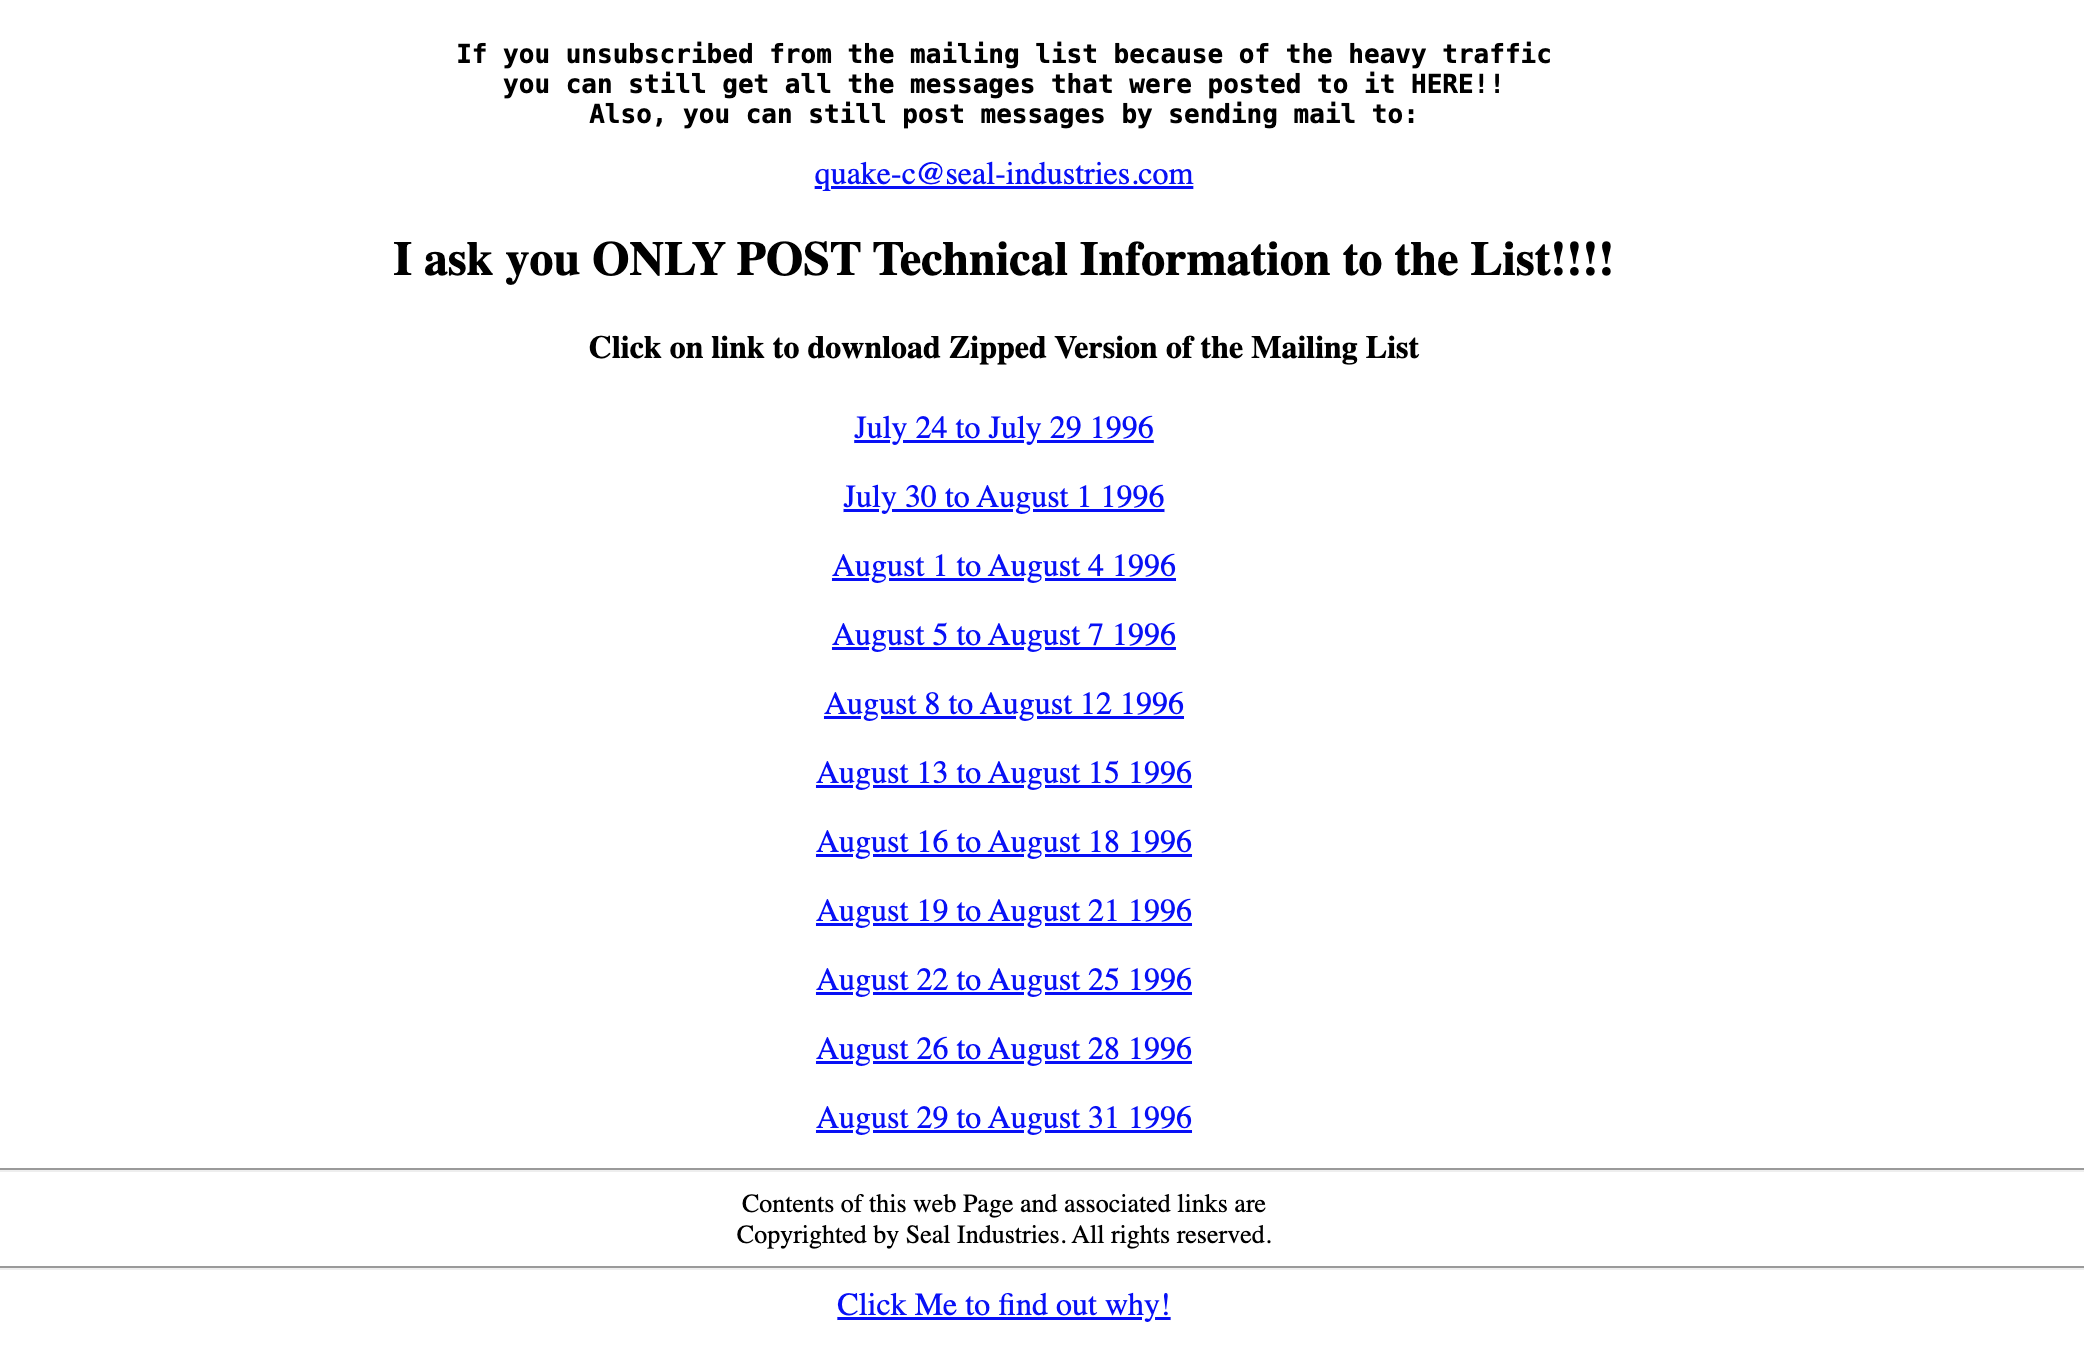 If you unsubscribed from the mailing list because of the heavy traffic
you can still get all the messages that were posted to it HERE!!
Also, you can still post messages by sending mail to:
quake-c@seal-industries.com
I ask you ONLY POST Technical Information to the List!!!!
Click on link to download Zipped Version of the Mailing List
July 24 to July 29 1996
July 30 to August 1 1996
August 1 to August 4 1996
August 5 to August 7 1996
August 8 to August 12 1996
August 13 to August 15 1996
August 16 to August 18 1996
August 19 to August 21 1996
August 22 to August 25 1996
August 26 to August 28 1996
August 29 to August 31 1996
Contents of this web Page and associated links are
Copyrighted by Seal Industries. All rights reserved.
Click Me to find out why!